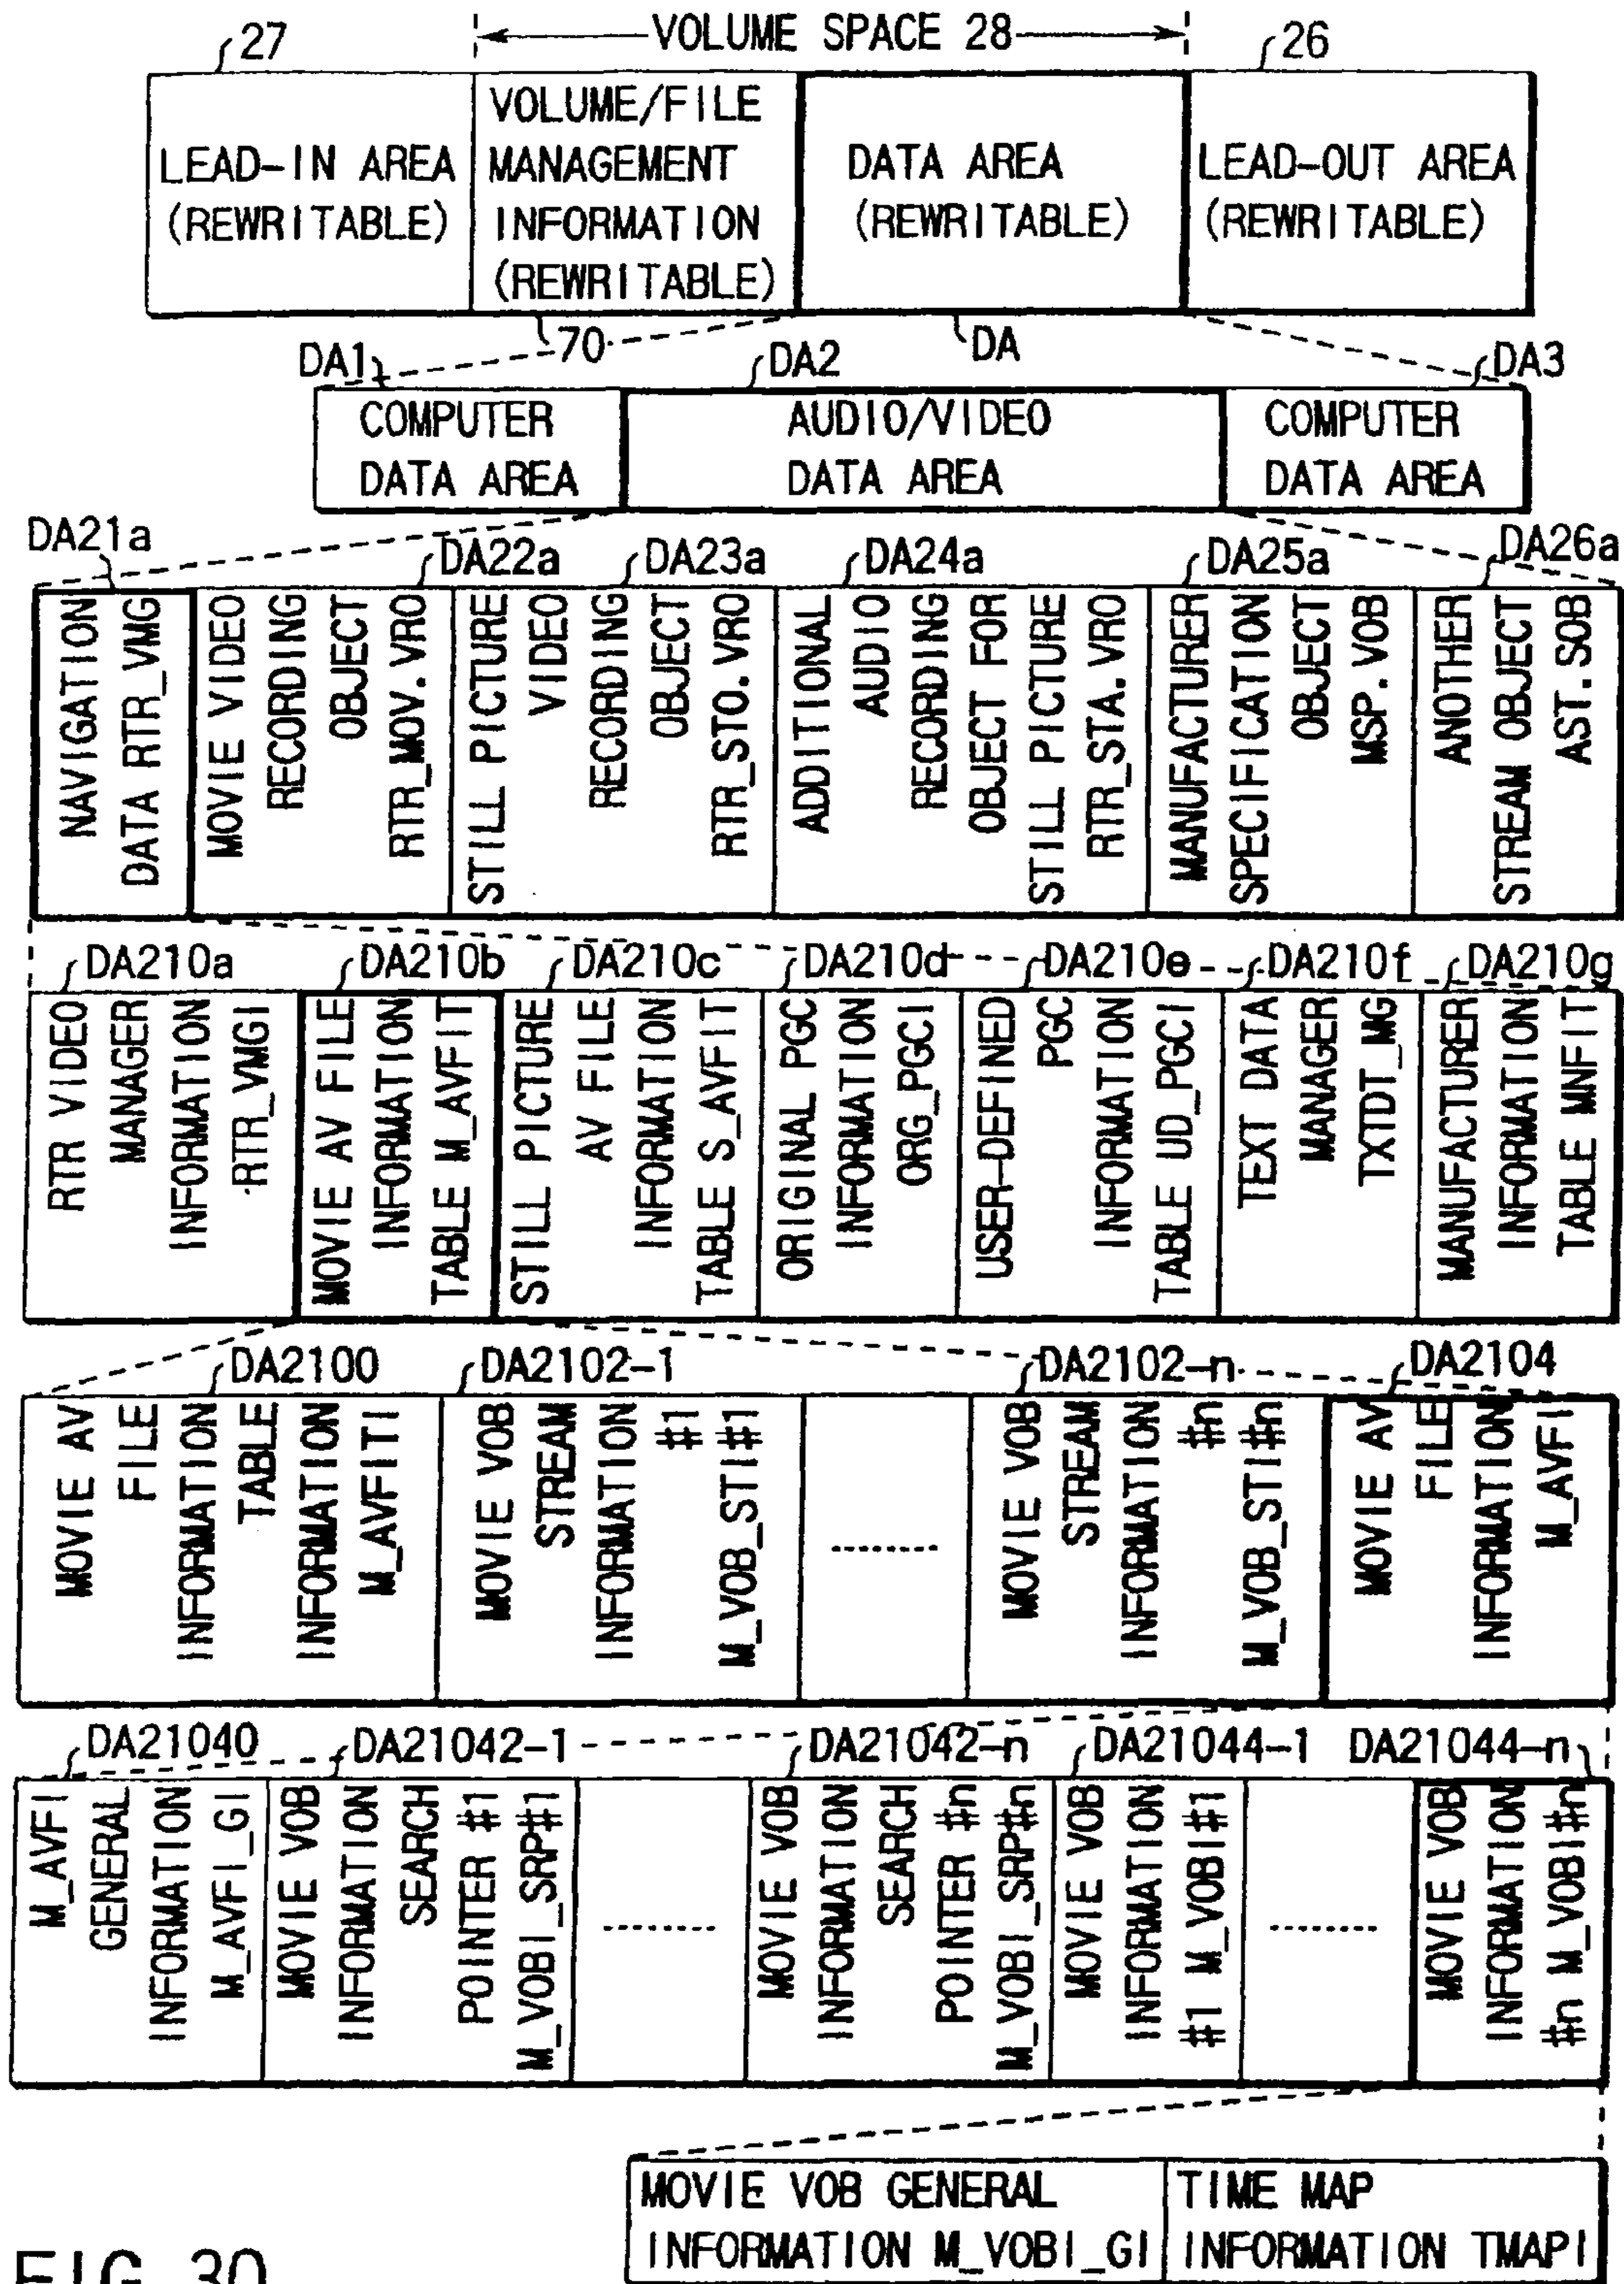 27
VOLUME SPACE 28
26
LEAD-IN AREA
(REWRITABLE)
VOLUME/FILE
MANAGEMENT
INFORMATION
(REWRITABLE)
DATA AREA
(REWRITABLE)
LEAD-OUT AREA
(REWRITABLE)
70
DA
DA1
DA2
DA3
COMPUTER
DATA AREA
AUDIO/VIDEO
DATA AREA
COMPUTER
DATA AREA
DA21a
DA22a
DA23a
DA24a
DA25a
DA26a
NAVIGATION
DATA RTR_VMG
MOVIE VIDEO
RECORDING
OBJECT
RTR_MOV.VRO
STILL PICTURE
VIDEO
RECORDING
OBJECT
RTR_STO.VRO
ADDITIONAL
AUDIO
RECORDING
OBJECT FOR
STILL PICTURE
RTR_STA.VRO
MANUFACTURER
SPECIFICATION
OBJECT
MSP.VOB
ANOTHER
STREAM OBJECT
AST.SOB
DA210a
DA210b
DA210c
DA210d
DA210e
DA210f
DA210g
RTR VIDEO
MANAGER
INFORMATION
RTR_VMGI
MOVIE AV FILE
INFORMATION
TABLE M_AVFIT
STILL PICTURE
AV FILE
INFORMATION
TABLE S_AVFIT
ORIGINAL PGC
INFORMATION
ORG_PGCI
USER-DEFINED
PGC
INFORMATION
TABLE UD_PGCI
TEXT DATA
MANAGER
TXTDT_MG
MANUFACTURER
INFORMATION
TABLE MNFIT
DA2100
DA2102-1
DA2102-n
DA2104
MOVIE AV
FILE
INFORMATION
TABLE
INFORMATION
M_AVFITI
MOVIE VOB
STREAM
INFORMATION
#1
M_VOB_STI#1
MOVIE VOB
STREAM
INFORMATION
#n
M_VOB_STI#n
MOVIE AV
FILE
INFORMATION
M_AVFI
DA21040
DA21042-1
DA21042-n
DA21044-1
DA21044-n
M_AVFI
GENERAL
INFORMATION
M_AVFI_GI
MOVIE VOB
INFORMATION
SEARCH
POINTER #1
M_VOBI_SRP#1
MOVIE VOB
INFORMATION
SEARCH
POINTER #n
M_VOBI_SRP#n
MOVIE VOB
INFORMATION
#1 M_VOBI#1
MOVIE VOB
INFORMATION
#n M_VOBI#n
MOVIE VOB GENERAL
INFORMATION M_VOBI_GI
TIME MAP
INFORMATION TMAPI
FIG. 30